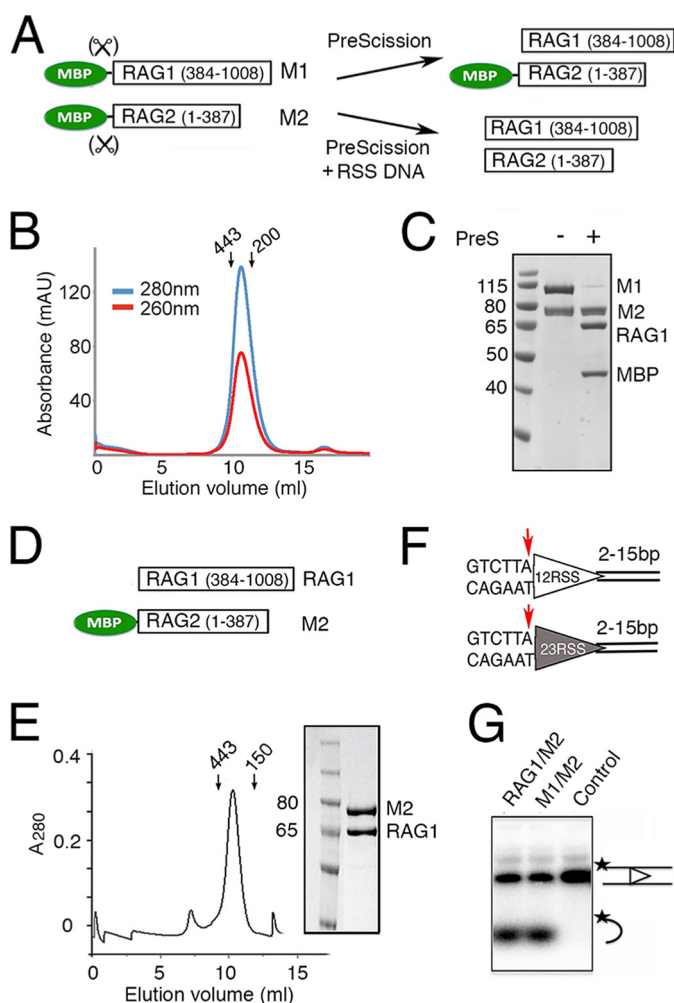 A
(✂)
PreScission
MBP RAG1 (384-1008) M1
RAG1 (384-1008)
MBP RAG2 (1-387)
MBP RAG2 (1-387) M2
(✂)
PreScission
+RSS DNA
RAG1 (384-1008)
RAG2 (1-387)
B
443 200
280nm
260nm
Absorbance (mAU)
120
80
40
0 5 10 15
Elution volume (ml)
C
PreS - +
115
80
65
50
40
M1
M2
RAG1
MBP
D
RAG1 (384-1008) RAG1
MBP RAG2 (1-387) M2
F
2-15bp
GTCTTA
CAGAAT
12RSS
2-15bp
GTCTTA
CAGAAT
23RSS
E
443 150
0.4
0.2
0
A280
0 5 10 15
Elution volume (ml)
80
65
M2
RAG1
G
RAG1/M2
M1/M2
Control